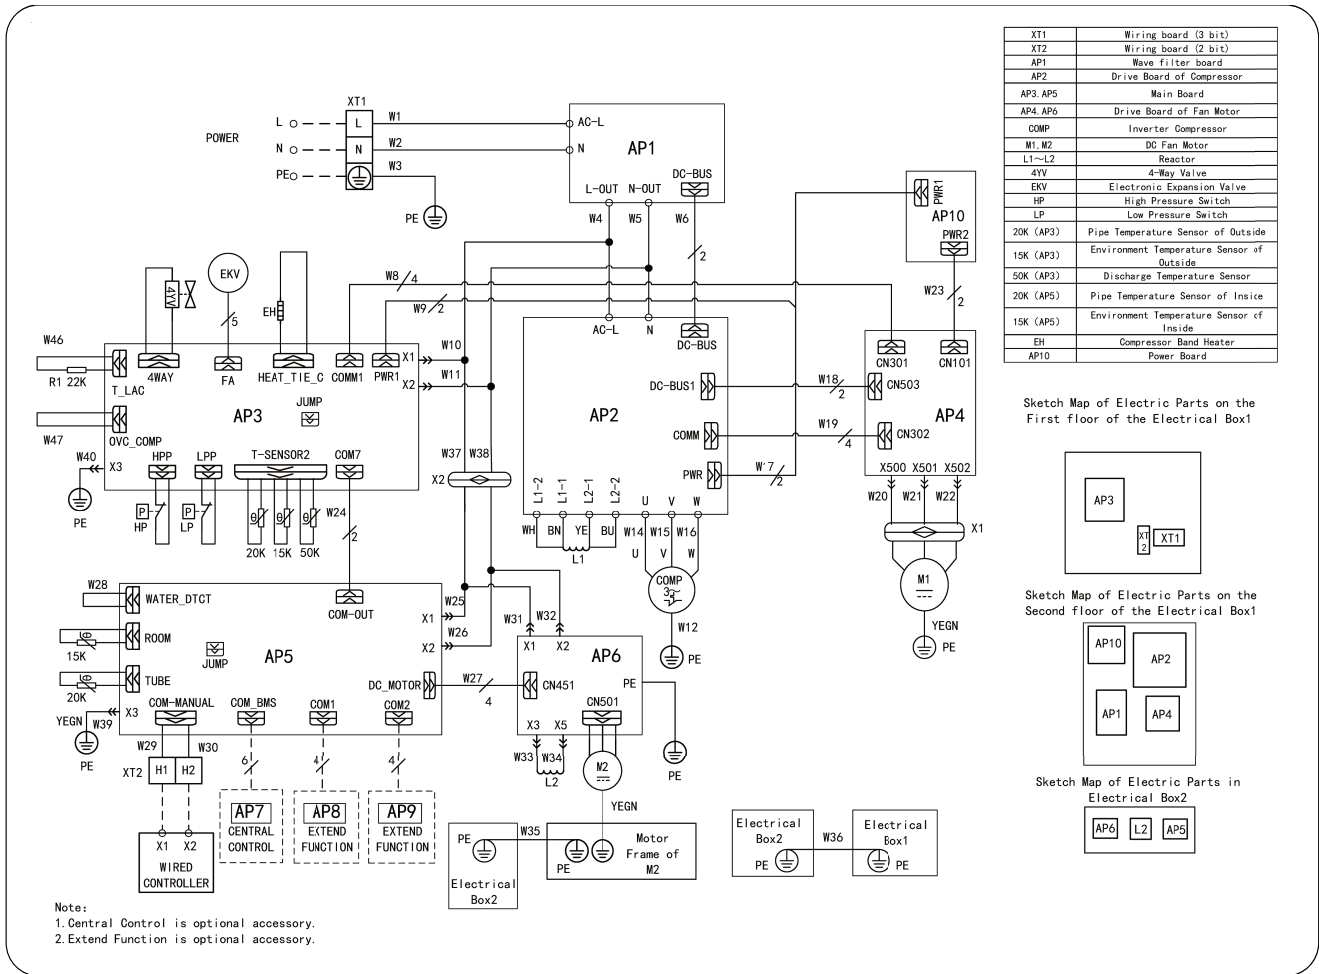 XT1 Wiring board (3 bit)
XT2 Wiring board (2 bit)
AP1 Wave filter board
AP2 Drive Board of Compressor
AP3. AP5 Main Board
AP4. AP6 Drive Board of Fan Motor
COMP Inverter Compressor
M1, M2 DC Fan Motor
L1~L2 Reactor
4YV 4-Way Valve
EKV Electronic Expansion Valve
HP High Pressure Switch
LP Low Pressure Switch
20K (AP3) Pipe Temperature Sensor of Outside
15K (AP3) Environment Temperature Sensor of
Outside
50K (AP3) Discharge Temperature Sensor
20K (AP5) Pipe Temperature Sensor of Inside
15K (AP5) Environment Temperature Sensor of
Inside
EH Compressor Band Heater
AP10 Power Board
XT1
POWER
L L W1 AC-L
N N W2 N
PE W3
PE
AP1
L-OUT N-OUT DC-BUS
W4 W5 W6
2
PWR1
AP10
PWR2
W23 2
4YV
EKV
5
EH
W8 4
W9 2
W46
R1 22K
T_LAC
4WAY FA HEAT_TIE_C COMM1 PWR1
X1 W10
X2 W11
AP3
JUMP
W47
OVC_COMP
W40 X3
PE
HPP LPP T-SENSOR2 COM7
P HP
P LP
θ θ θ
20K 15K 50K
W24 2
W37 W38
X2
AC-L N DC-BUS
AP2
DC-BUS1 W18 2
COMM W19 4
PWR W17 2
L1-2 L1-1 L2-1 L2-2 U V W
WH BN YE BU W14 W15 W16
L1
U V W
COMP
3~
W12
PE
CN301 CN101
CN503
AP4
CN302
X500 X501 X502
W20 W21 W22
X1
M1
YEGN
PE
W28 WATER_DTCT
COM-OUT
ROOM
θ
15K
JUMP
AP5
TUBE
θ
20K
X1 W25
X2 W26
DC_MOTOR W27 4
X3
YEGN W39
PE
COM-MANUAL COM_BMS COM1 COM2
W29 W30
XT2 H1 H2
6 4 4
X1 X2
WIRED
CONTROLLER
AP7
CENTRAL
CONTROL
AP8
EXTEND
FUNCTION
AP9
EXTEND
FUNCTION
W31 W32
X1 X2
AP6
CN451
PE
CN501
X3 X5
W33 W34
L2
M2
YEGN
PE
PE
Electrical
Box2
W35
PE
Motor
Frame of
M2
Electrical
Box2
PE
W36
Electrical
Box1
PE
Sketch Map of Electric Parts on the
First floor of the Electrical Box1
AP3
XT
2
XT1
Sketch Map of Electric Parts on the
Second floor of the Electrical Box1
AP10 AP2
AP1 AP4
Sketch Map of Electric Parts in
Electrical Box2
AP6 L2 AP5
Note:
1. Central Control is optional accessory.
2. Extend Function is optional accessory.